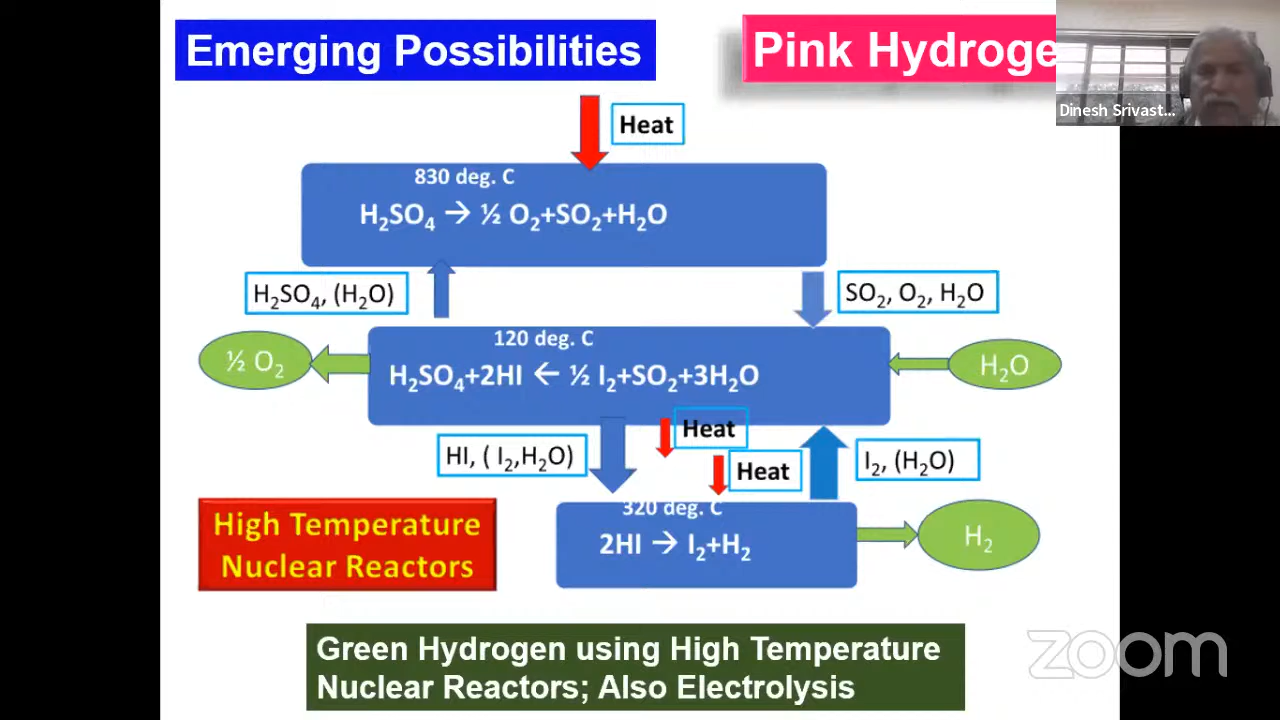 Emerging Possibilities
Pink Hydroge
Dinesh Srivast...
Heat
830 deg. C
H₂SO₄ → ½ O₂+SO₂+H₂O
H₂SO₄, (H₂O)
SO₂, O₂, H₂O
120 deg. C
½ O₂
H₂SO₄+2HI ← ½ I₂+SO₂+3H₂O
H₂O
Heat
HI, ( I₂,H₂O)
Heat
I₂, (H₂O)
320 deg. C
2HI → I₂+H₂
H₂
High Temperature
Nuclear Reactors
Green Hydrogen using High Temperature
Nuclear Reactors; Also Electrolysis
zoom